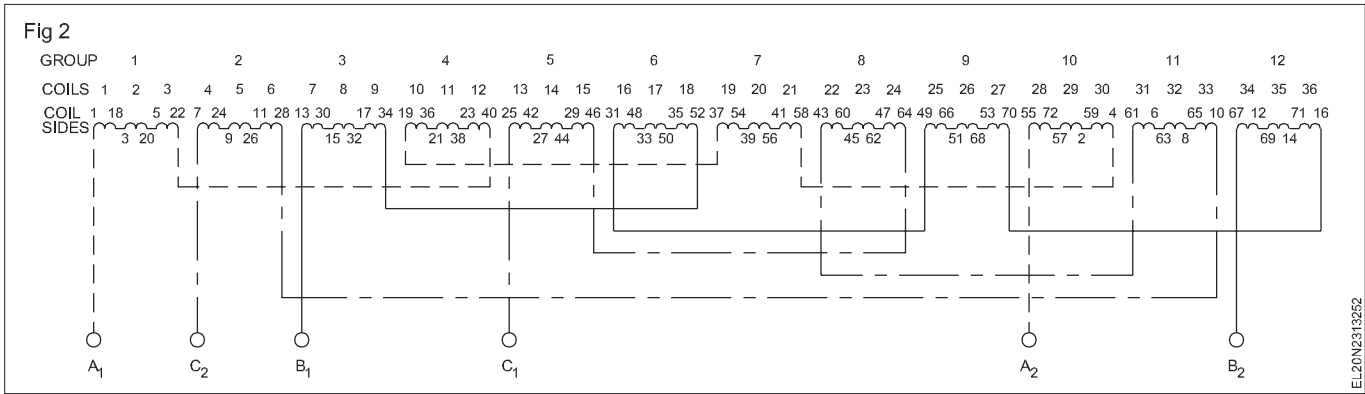 Fig 2
GROUP 1 2 3 4 5 6 7 8 9 10 11 12
COILS 1 2 3 4 5 6 7 8 9 10 11 12 13 14 15 16 17 18 19 20 21 22 23 24 25 26 27 28 29 30 31 32 33 34 35 36
COIL SIDES 1 18 5 22 7 24 11 28 13 30 17 34 19 36 23 40 25 42 29 46 31 48 35 52 37 54 41 58 43 60 47 64 49 66 53 70 55 72 59 4 61 6 65 10 67 12 71 16
3 20 9 26 15 32 21 38 27 44 33 50 39 56 45 62 51 68 57 2 63 8 69 14
A1 C2 B1 C1 A2 B2
EL20N2313252